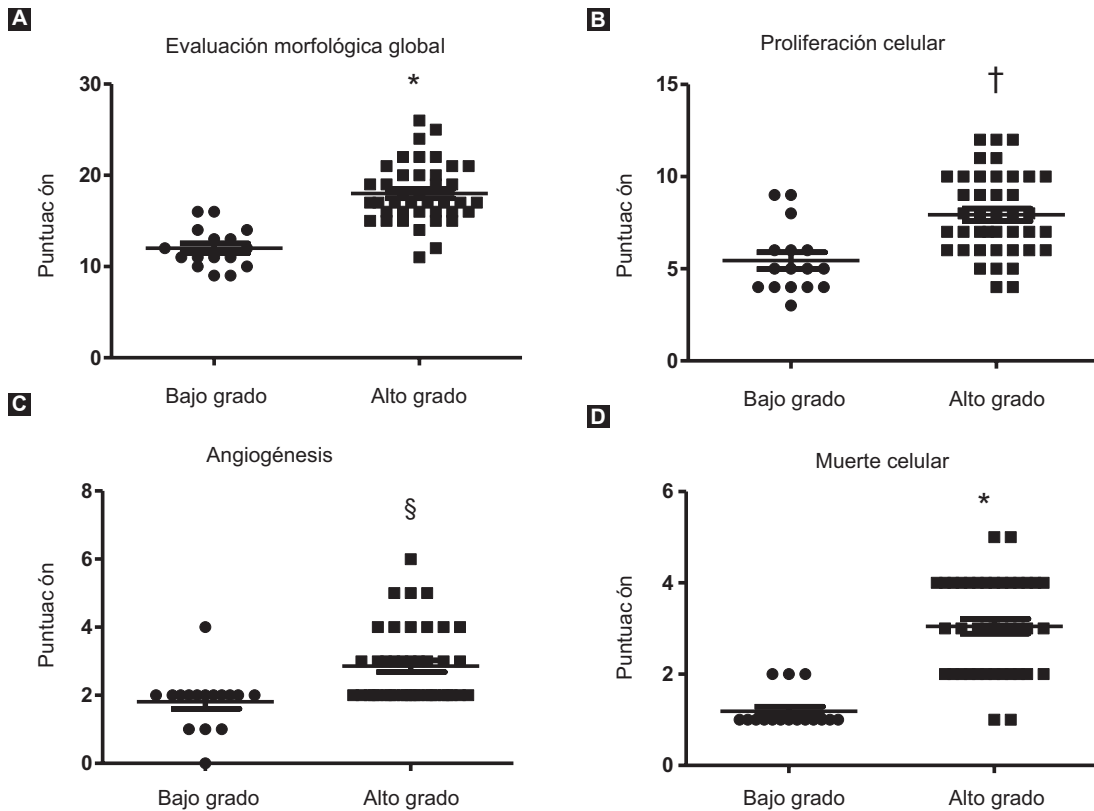 A
Evaluación morfológica global
*
30
20
10
0
Puntuac ón
Bajo grado
Alto grado
B
Proliferación celular
†
15
10
5
0
Puntuac ón
Bajo grado
Alto grado
C
Angiogénesis
§
8
6
4
2
0
Puntuac ón
Bajo grado
Alto grado
D
Muerte celular
*
6
4
2
0
Puntuac ón
Bajo grado
Alto grado